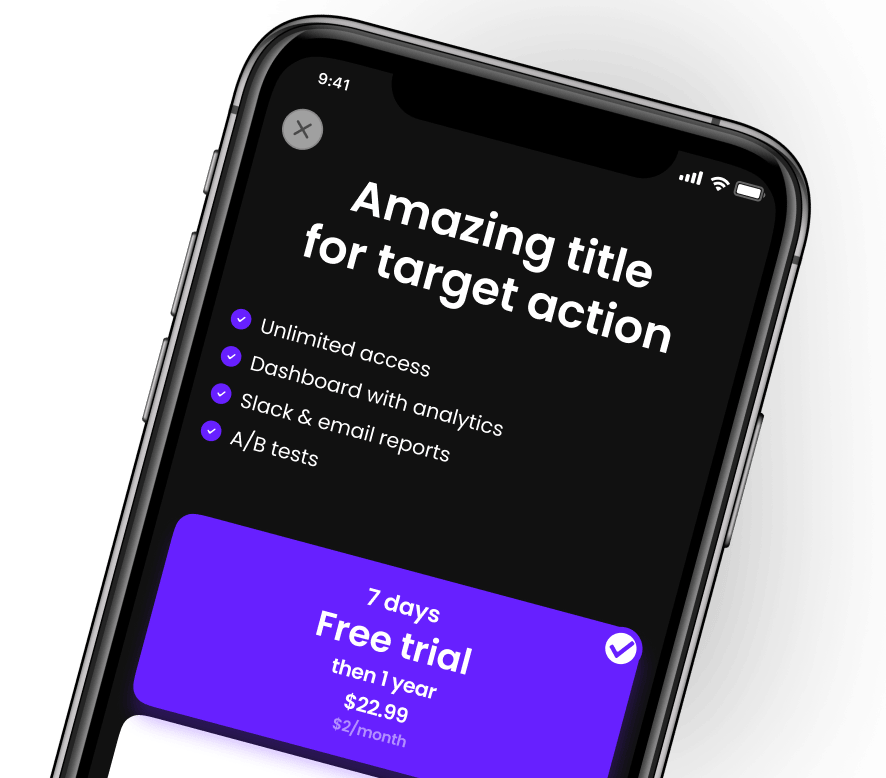 9:41
Amazing title
for target action
Unlimited access
Dashboard with analytics
Slack & email reports
A/B tests
7 days
Free trial
then 1 year
$22.99
$2/month